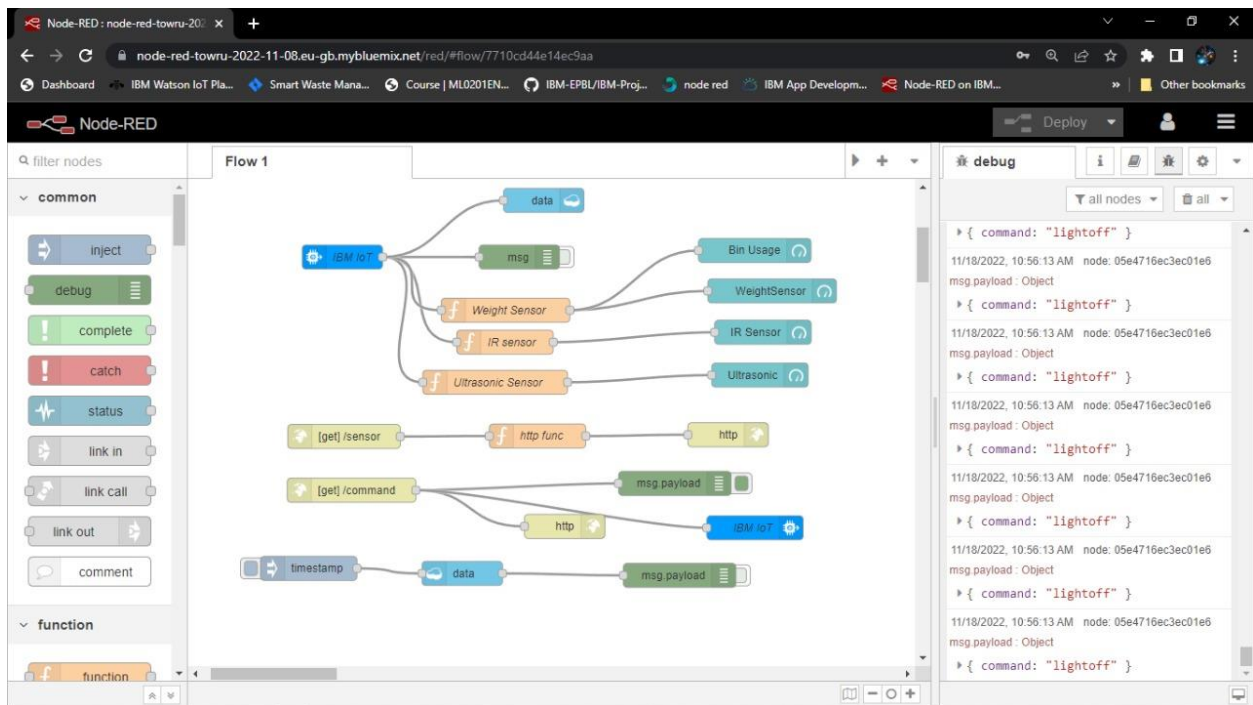 Node-RED : node-red-towru-202
node-red-towru-2022-11-08.eu-gb.mybluemix.net/red/#flow/7710cd44e14ec9aa
Dashboard IBM Watson IoT Pla... Smart Waste Mana... Course | ML0201EN... IBM-EPBL/IBM-Proj... node red IBM App Developm... Node-RED on IBM... » Other bookmarks
Node-RED Deploy
filter nodes
common
inject
debug
complete
catch
status
link in
link call
link out
comment
function
function
Flow 1
data
IBM IoT
msg
Bin Usage
WeightSensor
Weight Sensor
IR Sensor
IR sensor
Ultrasonic
Ultrasonic Sensor
[get] /sensor http func http
[get] /command
msg.payload
http
IBM IoT
timestamp data msg.payload
debug
all nodes all
{ command: "lightoff" }
11/18/2022, 10:56:13 AM node: 05e4716ec3ec01e6
msg.payload : Object
{ command: "lightoff" }
11/18/2022, 10:56:13 AM node: 05e4716ec3ec01e6
msg.payload : Object
{ command: "lightoff" }
11/18/2022, 10:56:13 AM node: 05e4716ec3ec01e6
msg.payload : Object
{ command: "lightoff" }
11/18/2022, 10:56:13 AM node: 05e4716ec3ec01e6
msg.payload : Object
{ command: "lightoff" }
11/18/2022, 10:56:13 AM node: 05e4716ec3ec01e6
msg.payload : Object
{ command: "lightoff" }
11/18/2022, 10:56:13 AM node: 05e4716ec3ec01e6
msg.payload : Object
{ command: "lightoff" }